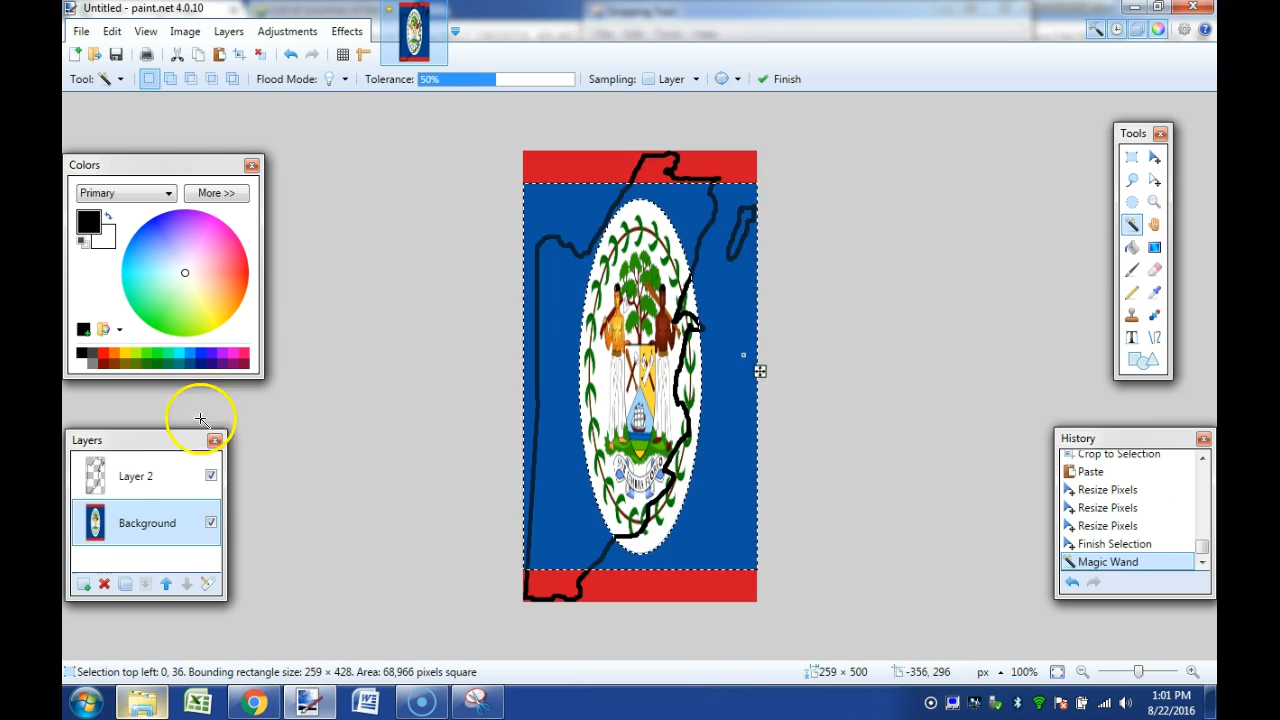 Untitled - paint.net 4.0.10
File Edit View Image Layers Adjustments Effects
Tool: Flood Mode: Tolerance: 50% Sampling: Layer Finish
Colors
Primary More >>
Layers
Layer 2
Background
Tools
T
History
Crop to Selection
Paste
Resize Pixels
Resize Pixels
Resize Pixels
Finish Selection
Magic Wand
Selection top left: 0, 36. Bounding rectangle size: 259 × 428. Area: 68,966 pixels square
259 × 500 -356, 296 px 100%
1:01 PM
8/22/2016